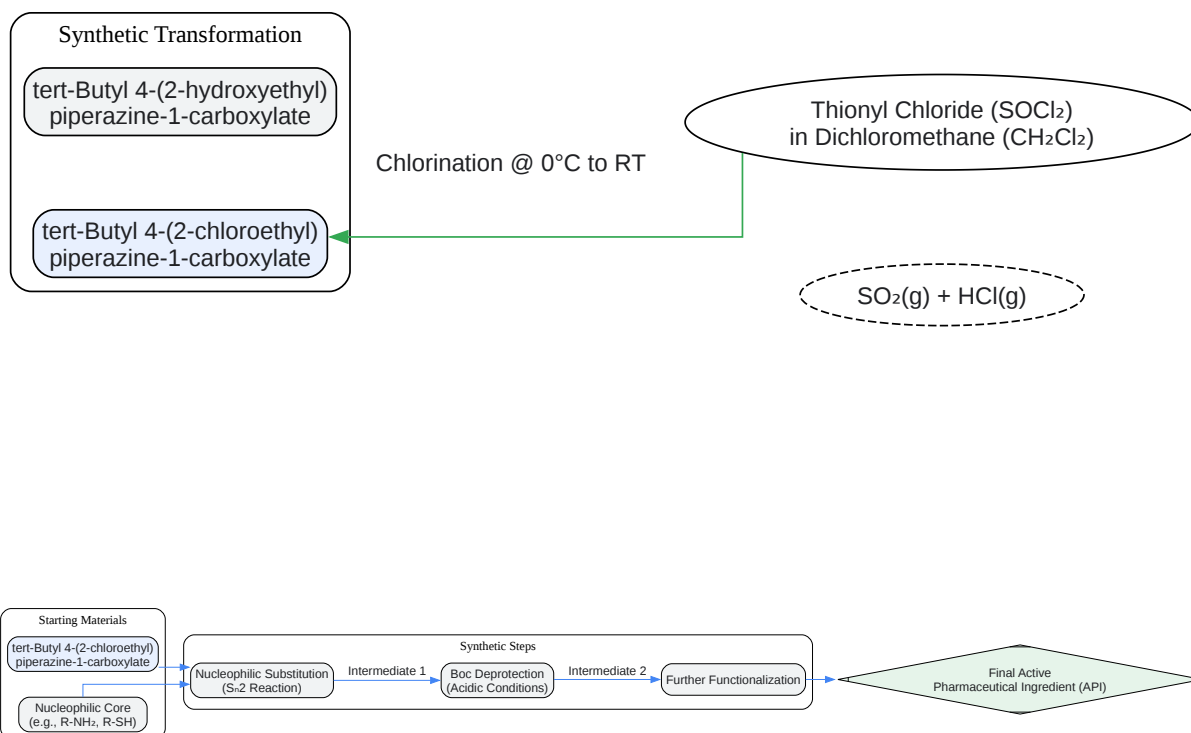 Synthetic Transformation
tert-Butyl 4-(2-hydroxyethyl)
piperazine-1-carboxylate
Thionyl Chloride (SOCl₂)
in Dichloromethane (CH₂Cl₂)
Chlorination @ 0°C to RT
tert-Butyl 4-(2-chloroethyl)
piperazine-1-carboxylate
SO₂(g) + HCl(g)
Starting Materials
tert-Butyl 4-(2-chloroethyl)
piperazine-1-carboxylate
Nucleophilic Core
(e.g., R-NH₂, R-SH)
Synthetic Steps
Nucleophilic Substitution
(Sₙ2 Reaction)
Intermediate 1
Boc Deprotection
(Acidic Conditions)
Intermediate 2
Further Functionalization
Final Active
Pharmaceutical Ingredient (API)